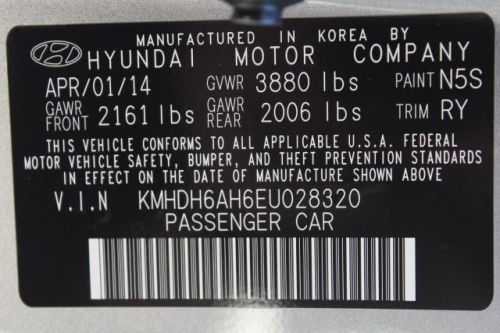 MANUFACTURED IN KOREA BY
HYUNDAI MOTOR COMPANY
APR/01/14 GVWR 3880 lbs PAINT N5S
GAWR FRONT 2161 lbs GAWR REAR 2006 lbs TRIM RY
THIS VEHICLE CONFORMS TO ALL APPLICABLE U.S.A. FEDERAL
MOTOR VEHICLE SAFETY, BUMPER, AND THEFT PREVENTION STANDARDS
IN EFFECT ON THE DATE OF MANUFACTURE SHOWN ABOVE
V.I.N KMHDH6AH6EU028320
PASSENGER CAR